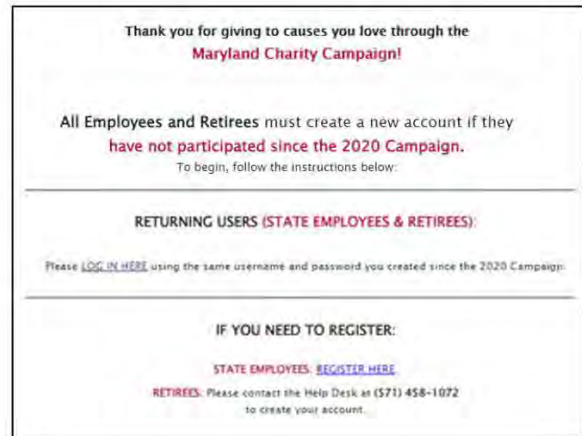 Thank you for giving to causes you love through the
Maryland Charity Campaign!
All Employees and Retirees must create a new account if they
have not participated since the 2020 Campaign.
To begin, follow the instructions below:
RETURNING USERS (STATE EMPLOYEES & RETIREES):
Please LOG IN HERE using the same username and password you created since the 2020 Campaign.
IF YOU NEED TO REGISTER:
STATE EMPLOYEES: REGISTER HERE
RETIREES: Please contact the Help Desk at (571) 458-1072
to create your account.